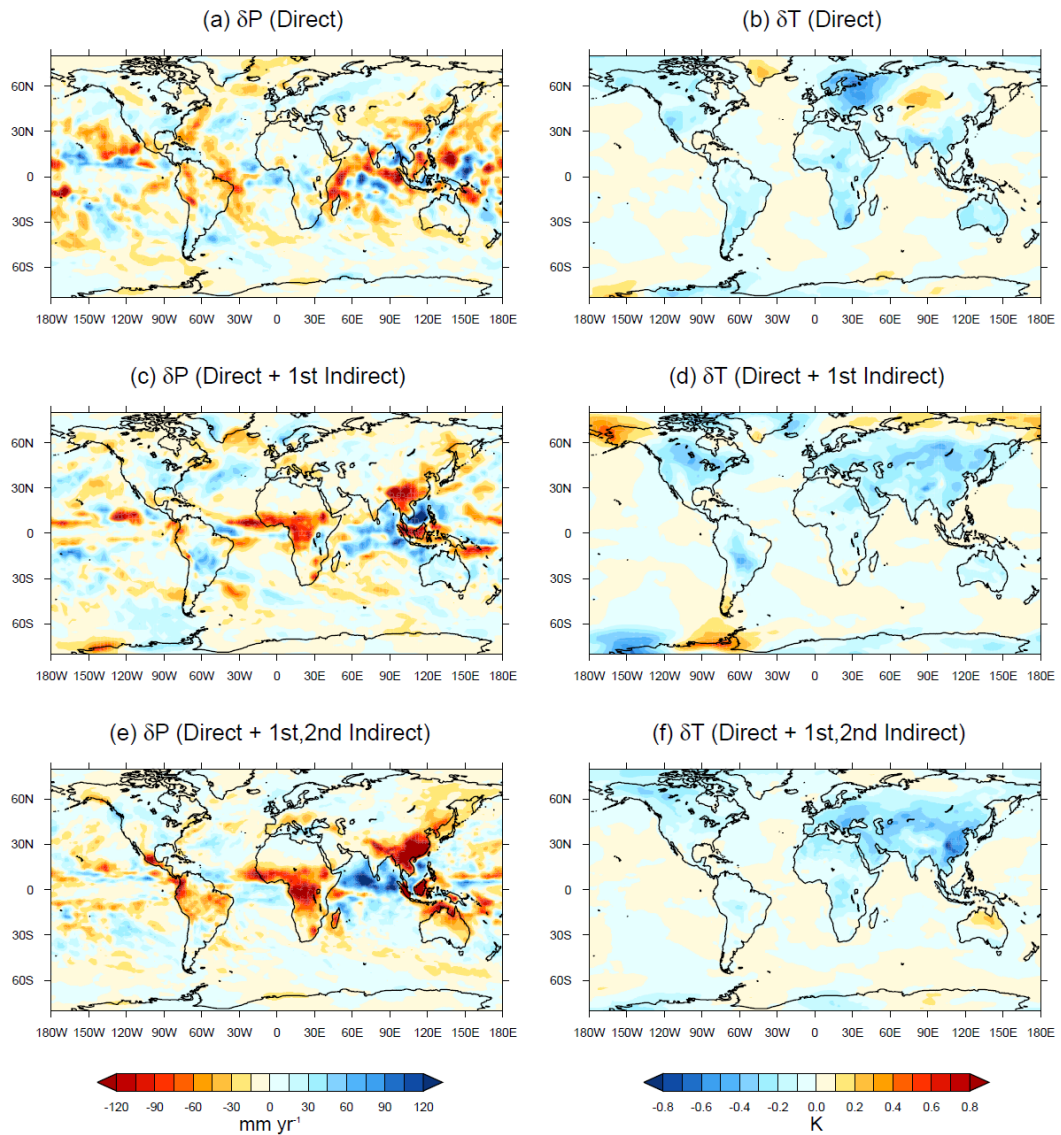 (a) δP (Direct)
(b) δT (Direct)
60N
30N
0
30S
60S
180W 150W 120W 90W 60W 30W 0 30E 60E 90E 120E 150E 180E
60N
30N
0
30S
60S
180W 150W 120W 90W 60W 30W 0 30E 60E 90E 120E 150E 180E
(c) δP (Direct + 1st Indirect)
(d) δT (Direct + 1st Indirect)
60N
30N
0
30S
60S
180W 150W 120W 90W 60W 30W 0 30E 60E 90E 120E 150E 180E
60N
30N
0
30S
60S
180W 150W 120W 90W 60W 30W 0 30E 60E 90E 120E 150E 180E
(e) δP (Direct + 1st,2nd Indirect)
(f) δT (Direct + 1st,2nd Indirect)
60N
30N
0
30S
60S
180W 150W 120W 90W 60W 30W 0 30E 60E 90E 120E 150E 180E
60N
30N
0
30S
60S
180W 150W 120W 90W 60W 30W 0 30E 60E 90E 120E 150E 180E
-120 -90 -60 -30 0 30 60 90 120
mm yr⁻¹
-0.8 -0.6 -0.4 -0.2 0.0 0.2 0.4 0.6 0.8
K